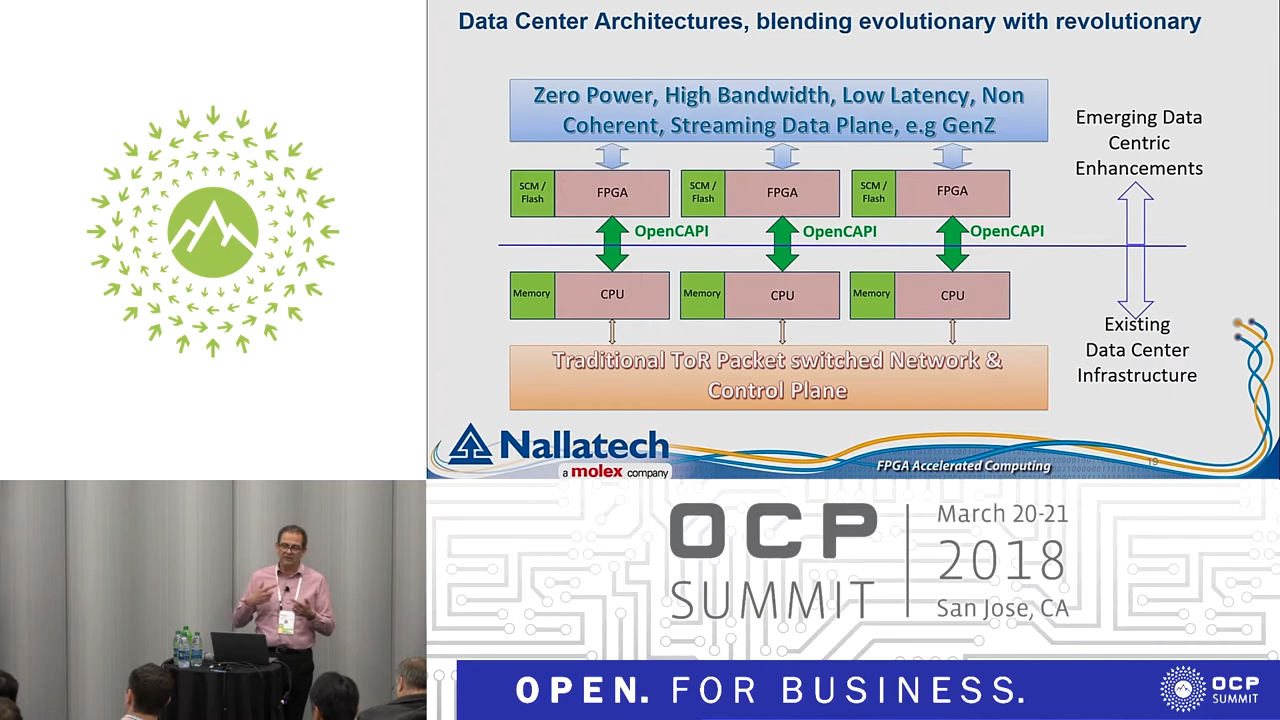 Data Center Architectures, blending evolutionary with revolutionary
Zero Power, High Bandwidth, Low Latency, Non
Coherent, Streaming Data Plane, e.g GenZ
Emerging Data
Centric
Enhancements
SCM /
Flash
FPGA
SCM /
Flash
FPGA
SCM /
Flash
FPGA
OpenCAPI
OpenCAPI
OpenCAPI
Memory
CPU
Memory
CPU
Memory
CPU
Existing
Data Center
Infrastructure
Traditional ToR Packet switched Network &
Control Plane
Nallatech
a molex company
FPGA Accelerated Computing
19
OCP
SUMMIT
March 20-21
2018
San Jose, CA
OPEN. FOR BUSINESS.
OCP
SUMMIT